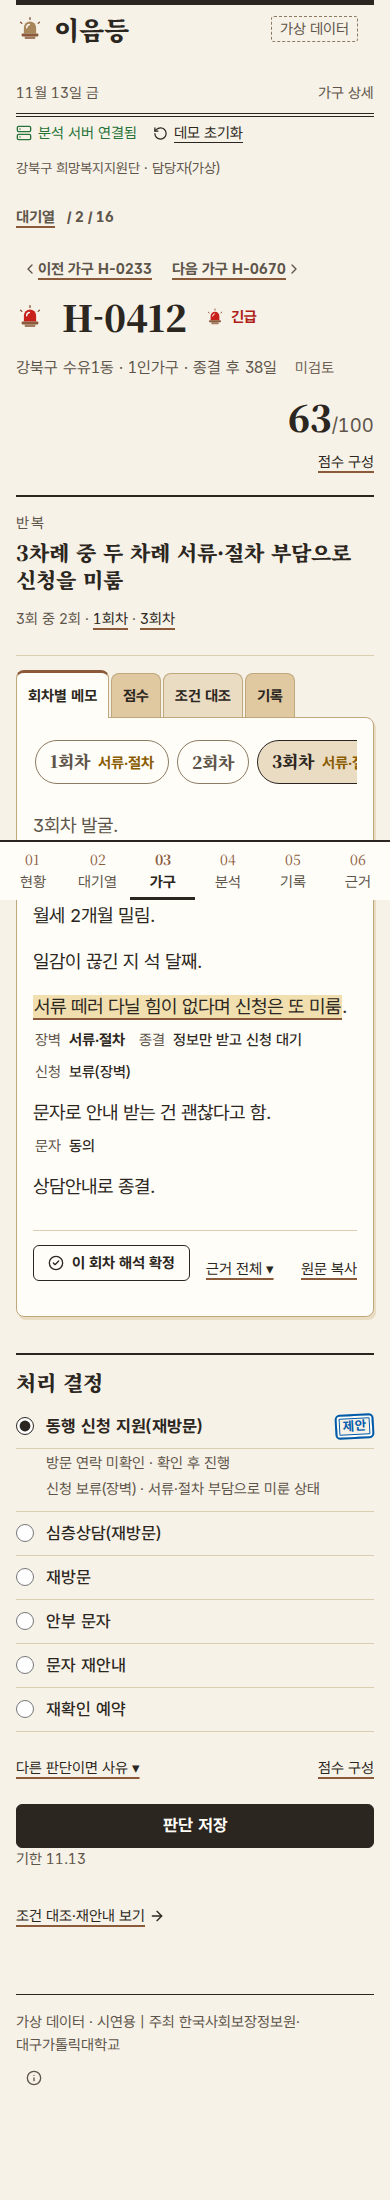 이음등
가상 데이터
11월 13일 금
가구 상세
분석 서버 연결됨
데모 초기화
강북구 희망복지지원단 · 담당자(가상)
대기열 / 2 / 16
이전 가구 H-0233
다음 가구 H-0670
H-0412
긴급
강북구 수유1동 · 1인가구 · 종결 후 38일
미검토
63/100
점수 구성
반복
3차례 중 두 차례 서류·절차 부담으로
신청을 미룸
3회 중 2회 · 1회차 · 3회차
회차별 메모
점수
조건 대조
기록
1회차 서류·절차
2회차
3회차 서류·
3회차 발굴.
01
현황
02
대기열
03
가구
04
분석
05
기록
06
근거
월세 2개월 밀림.
일감이 끊긴 지 석 달째.
서류 떼러 다닐 힘이 없다며 신청은 또 미룸.
장벽 서류·절차 종결 정보만 받고 신청 대기
신청 보류(장벽)
문자로 안내 받는 건 괜찮다고 함.
문자 동의
상담안내로 종결.
이 회차 해석 확정
근거 전체 ▾
원문 복사
처리 결정
동행 신청 지원(재방문)
제안
방문 연락 미확인 · 확인 후 진행
신청 보류(장벽) · 서류·절차 부담으로 미룬 상태
심층상담(재방문)
재방문
안부 문자
문자 재안내
재확인 예약
다른 판단이면 사유 ▾
점수 구성
판단 저장
기한 11.13
조건 대조·재안내 보기 →
가상 데이터 · 시연용 | 주최 한국사회보장정보원·
대구가톨릭대학교